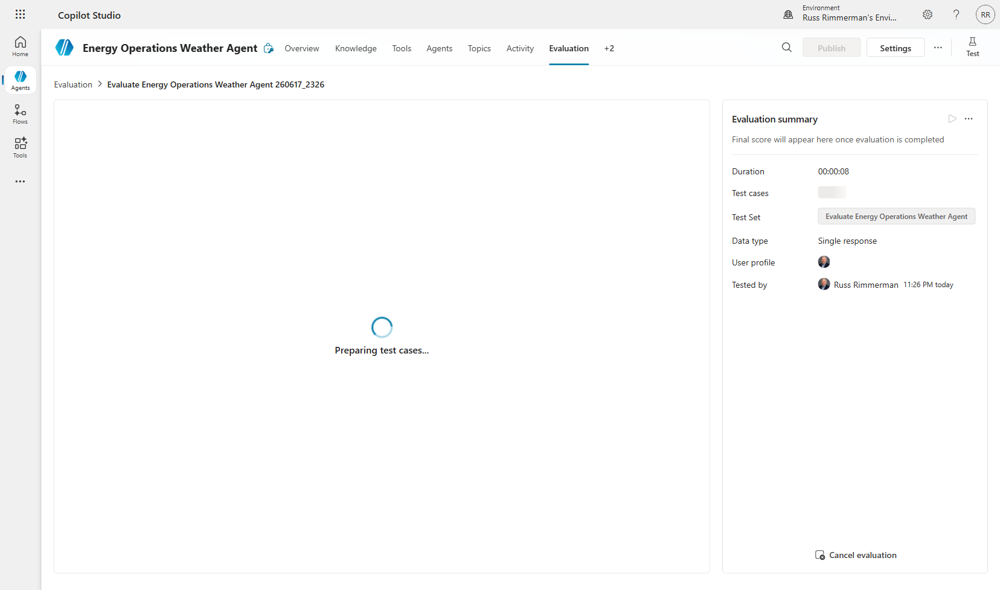 Copilot Studio
Environment
Russ Rimmerman's Envi...
RR
Home
Agents
Flows
Tools
Energy Operations Weather Agent
Overview
Knowledge
Tools
Agents
Topics
Activity
Evaluation
+2
Publish
Settings
Test
Evaluation > Evaluate Energy Operations Weather Agent 260617_2326
Preparing test cases...
Evaluation summary
Final score will appear here once evaluation is completed
Duration 00:00:08
Test cases
Test Set Evaluate Energy Operations Weather Agent
Data type Single response
User profile
Tested by Russ Rimmerman 11:26 PM today
Cancel evaluation